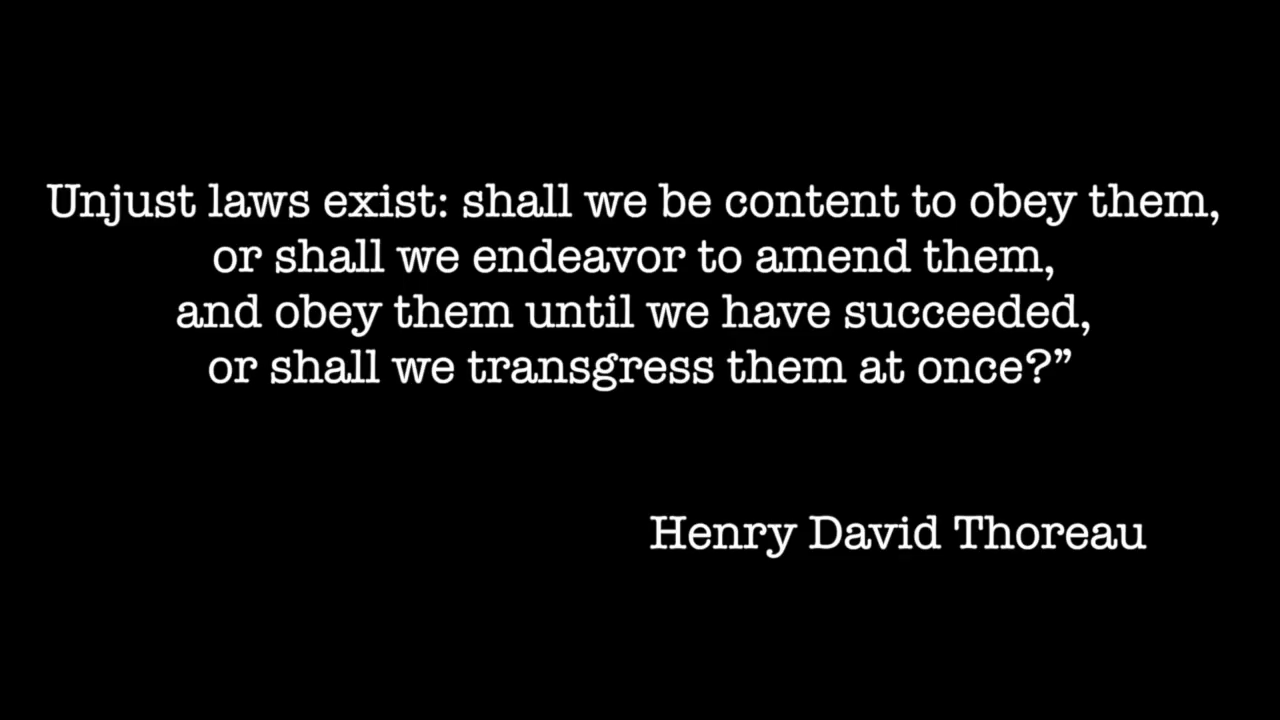 Unjust laws exist: shall we be content to obey them,
or shall we endeavor to amend them,
and obey them until we have succeeded,
or shall we transgress them at once?”
Henry David Thoreau